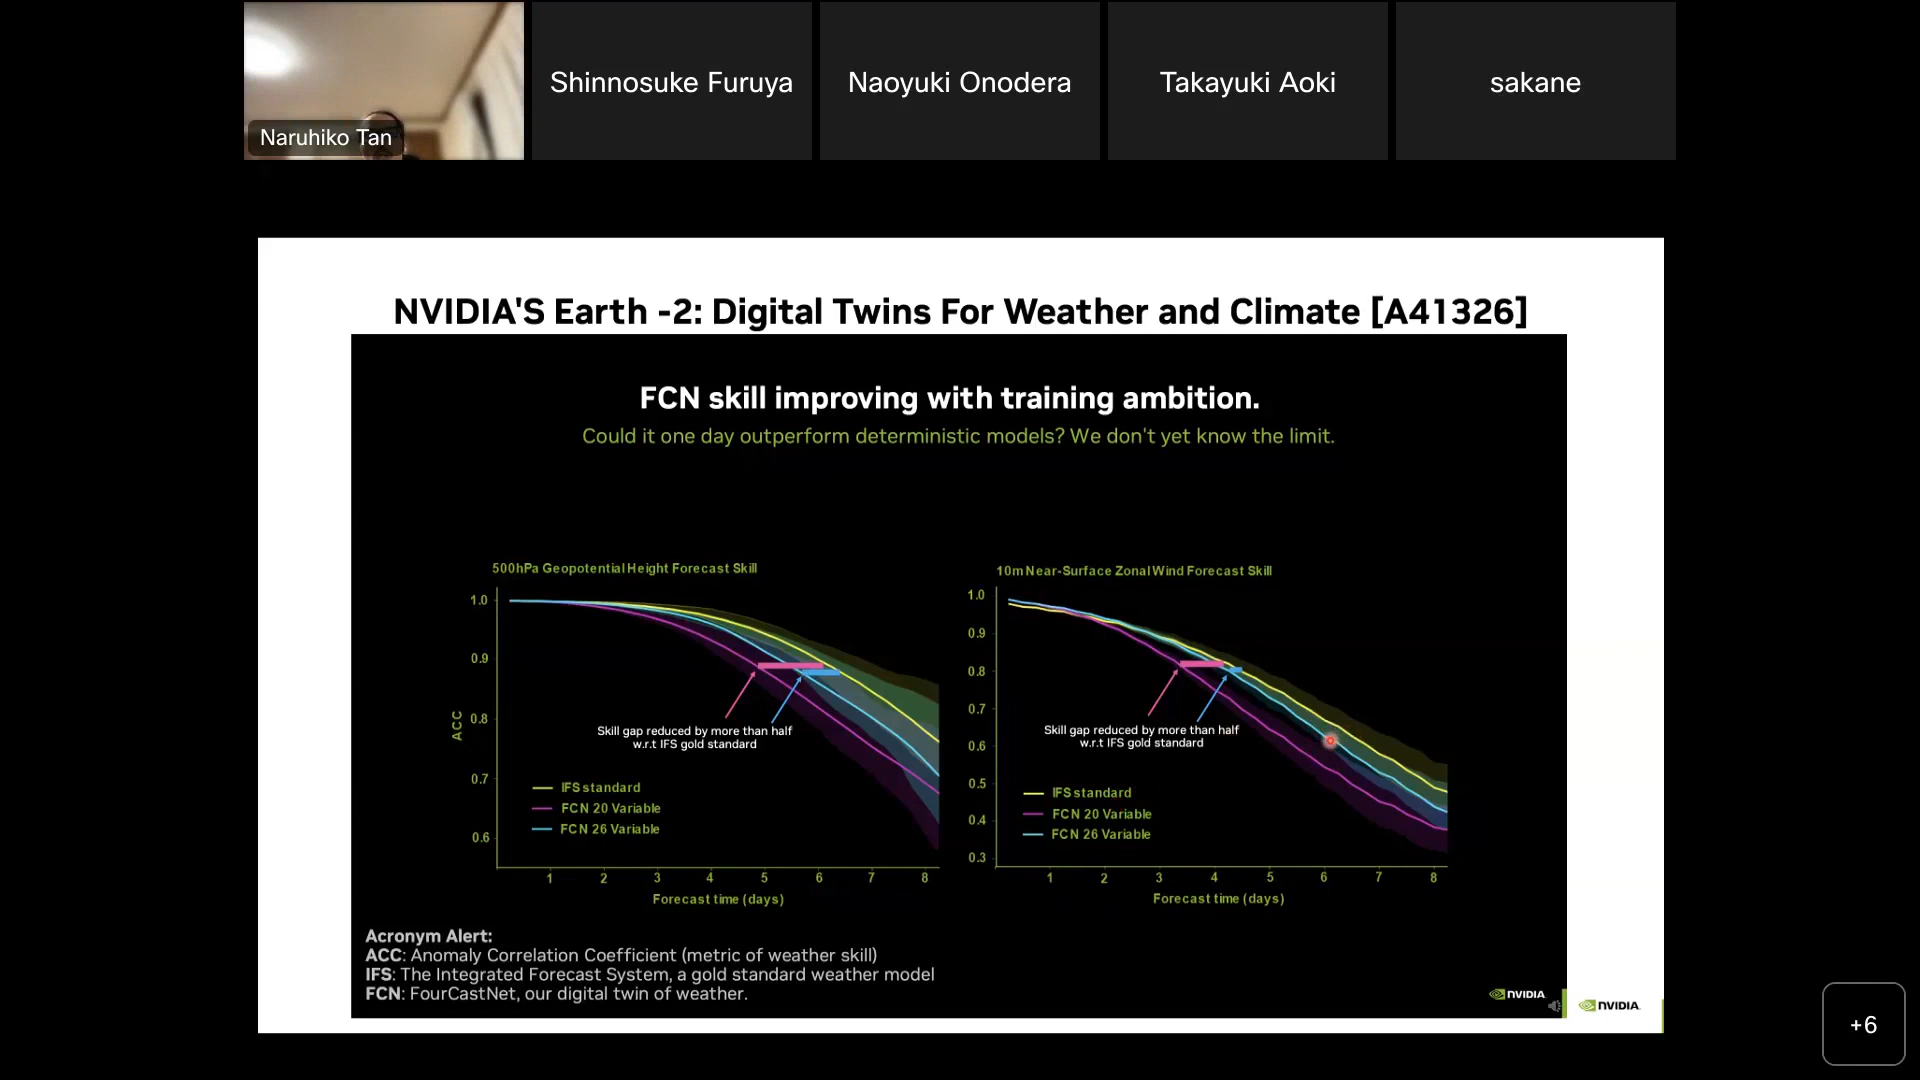 Naruhiko Tan
Shinnosuke Furuya
Naoyuki Onodera
Takayuki Aoki
sakane
NVIDIA'S Earth -2: Digital Twins For Weather and Climate [A41326]
FCN skill improving with training ambition.
Could it one day outperform deterministic models? We don't yet know the limit.
500hPa Geopotential Height Forecast Skill
1.0
0.9
0.8
0.7
0.6
ACC
Skill gap reduced by more than half
w.r.t IFS gold standard
IFS standard
FCN 20 Variable
FCN 26 Variable
1 2 3 4 5 6 7 8
Forecast time (days)
10m Near-Surface Zonal Wind Forecast Skill
1.0
0.9
0.8
0.7
0.6
0.5
0.4
0.3
Skill gap reduced by more than half
w.r.t IFS gold standard
IFS standard
FCN 20 Variable
FCN 26 Variable
1 2 3 4 5 6 7 8
Forecast time (days)
Acronym Alert:
ACC: Anomaly Correlation Coefficient (metric of weather skill)
IFS: The Integrated Forecast System, a gold standard weather model
FCN: FourCastNet, our digital twin of weather.
NVIDIA
NVIDIA.
+6